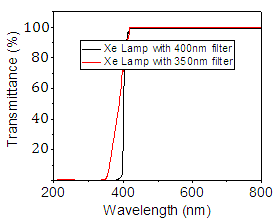 100
Xe Lamp with 400nm filter
Xe Lamp with 350nm filter
80
60
40
20
Transmittance (%)
200 400 600 800
Wavelength (nm)